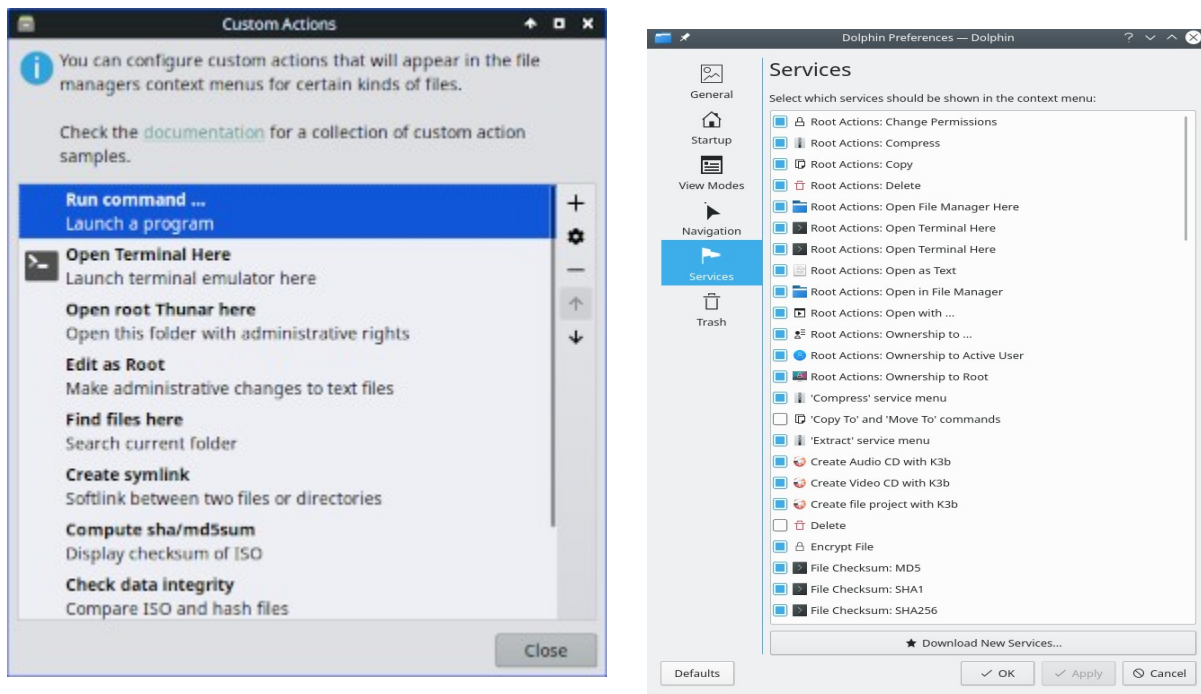 Custom Actions
You can configure custom actions that will appear in the file
managers context menus for certain kinds of files.
Check the documentation for a collection of custom action
samples.
Run command ...
Launch a program
Open Terminal Here
Launch terminal emulator here
Open root Thunar here
Open this folder with administrative rights
Edit as Root
Make administrative changes to text files
Find files here
Search current folder
Create symlink
Softlink between two files or directories
Compute sha/md5sum
Display checksum of ISO
Check data integrity
Compare ISO and hash files
Close
Dolphin Preferences — Dolphin
General
Startup
View Modes
Navigation
Services
Trash
Services
Select which services should be shown in the context menu:
Root Actions: Change Permissions
Root Actions: Compress
Root Actions: Copy
Root Actions: Delete
Root Actions: Open File Manager Here
Root Actions: Open Terminal Here
Root Actions: Open Terminal Here
Root Actions: Open as Text
Root Actions: Open in File Manager
Root Actions: Open with ...
Root Actions: Ownership to ...
Root Actions: Ownership to Active User
Root Actions: Ownership to Root
'Compress' service menu
'Copy To' and 'Move To' commands
'Extract' service menu
Create Audio CD with K3b
Create Video CD with K3b
Create file project with K3b
Delete
Encrypt File
File Checksum: MD5
File Checksum: SHA1
File Checksum: SHA256
Download New Services...
Defaults
OK
Apply
Cancel